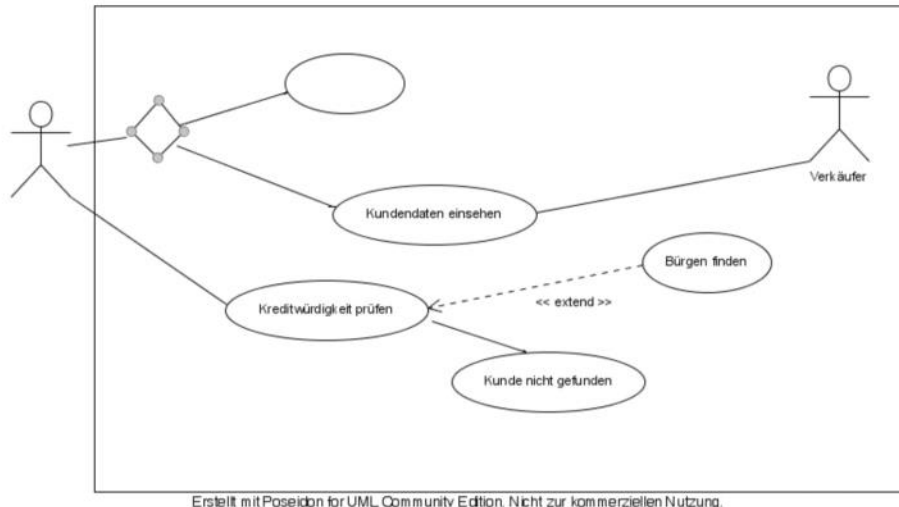 Verkäufer
Kundendaten einsehen
Bürgen finden
<< extend >>
Kreditwürdigkeit prüfen
Kunde nicht gefunden
Erstellt mit Poseidon for UML Community Edition. Nicht zur kommerziellen Nutzung.